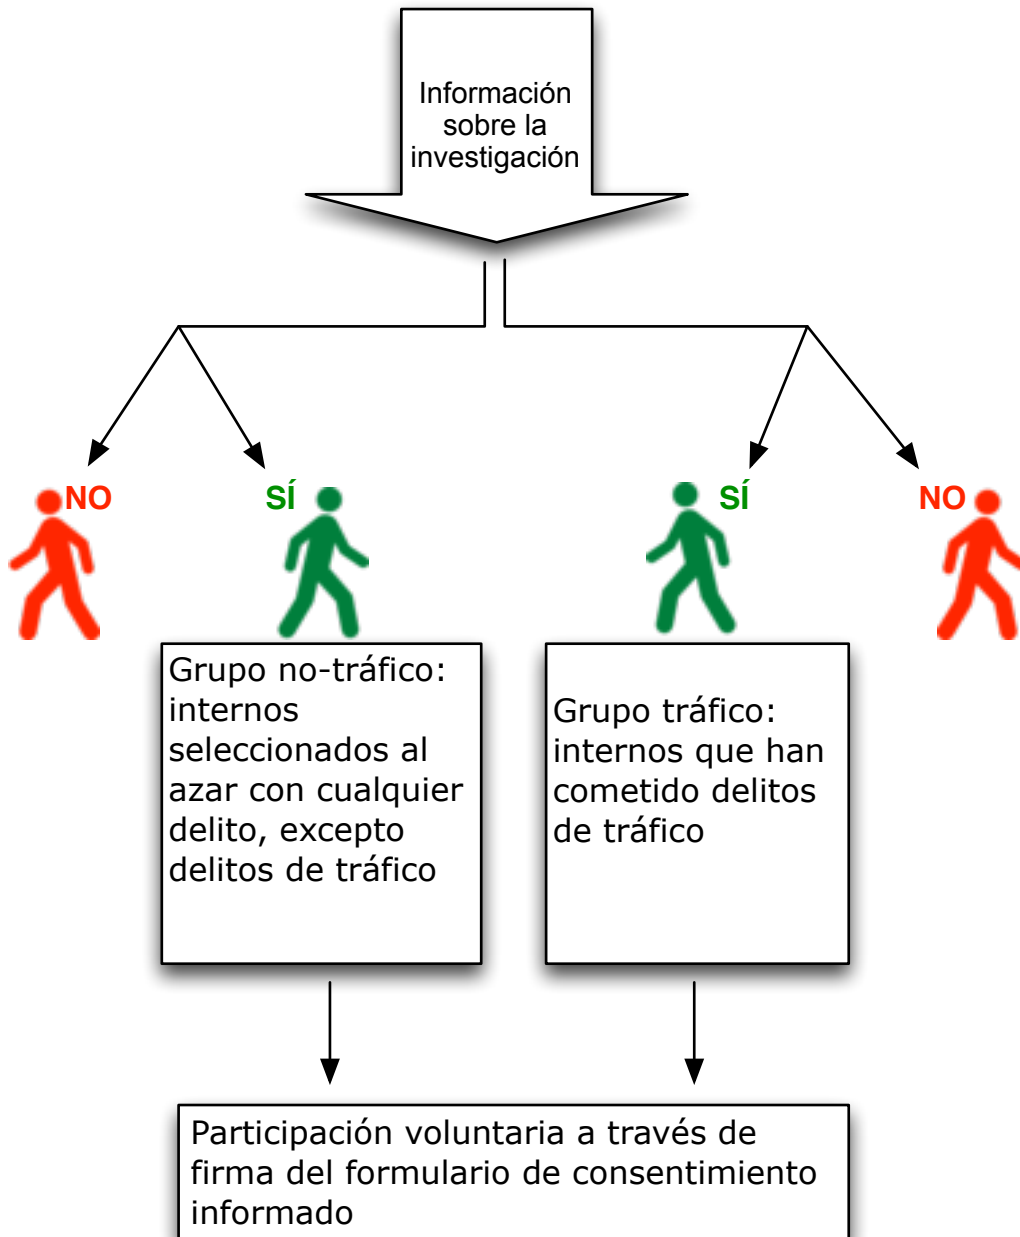 Información
sobre la
investigación
NO
SÍ
SÍ
NO
Grupo no-tráfico:
internos
seleccionados al
azar con cualquier
delito, excepto
delitos de tráfico
Grupo tráfico:
internos que han
cometido delitos
de tráfico
Participación voluntaria a través de
firma del formulario de consentimiento
informado